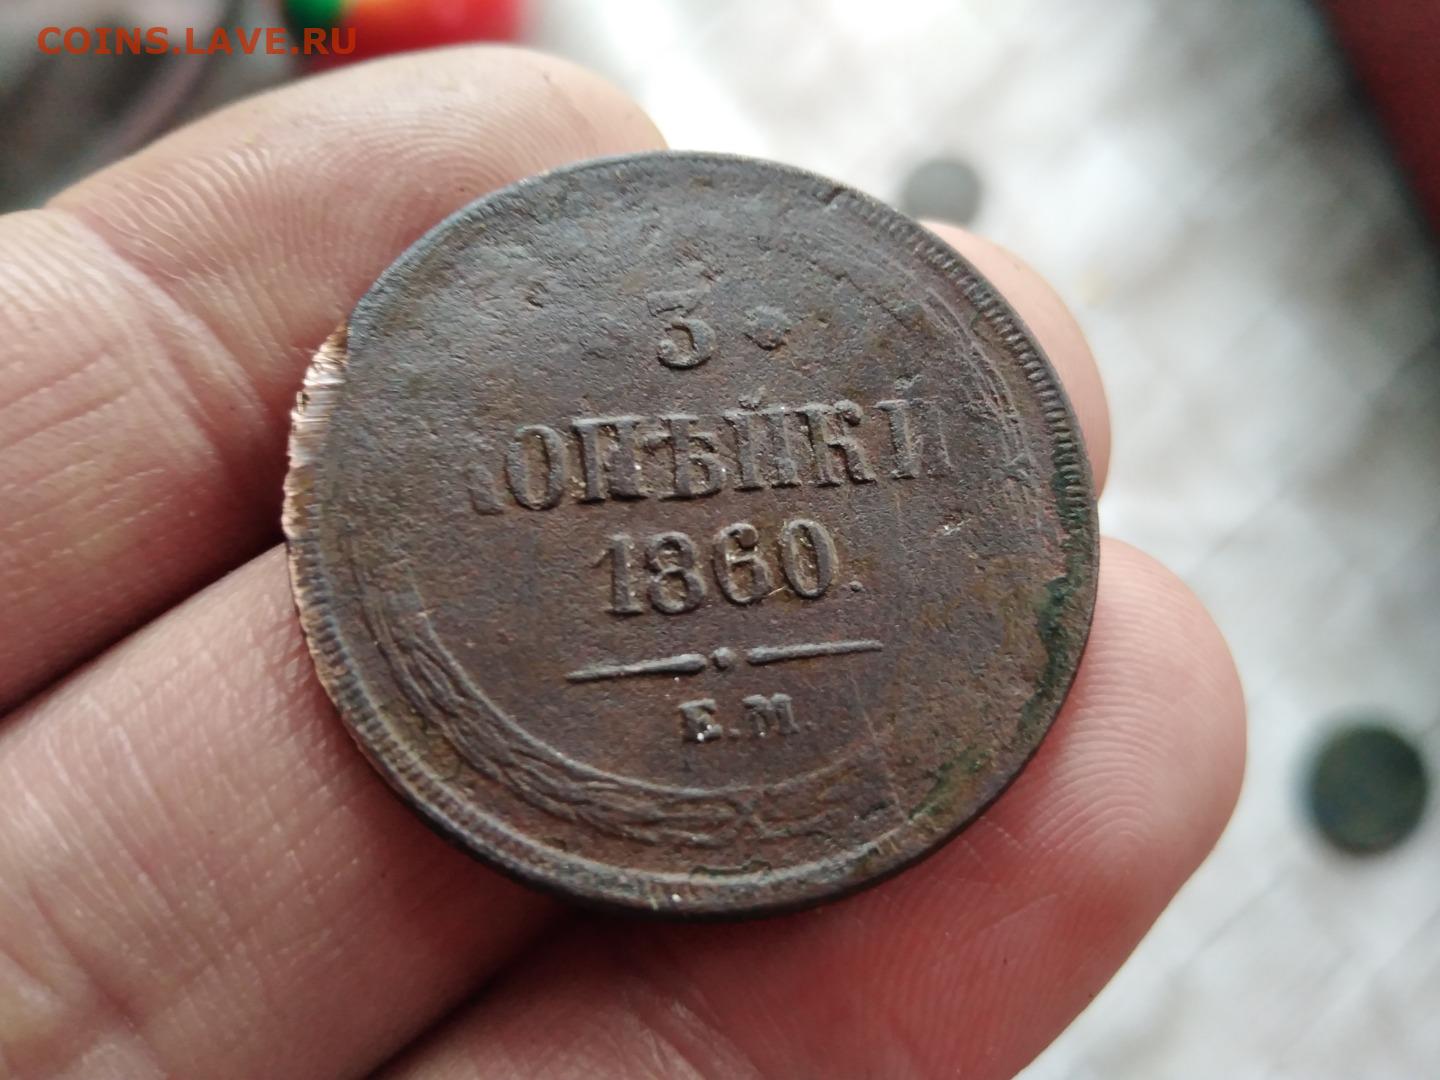 COINS.LAVE.RU
3
КОПѢЙКИ
1860.
Е.М.